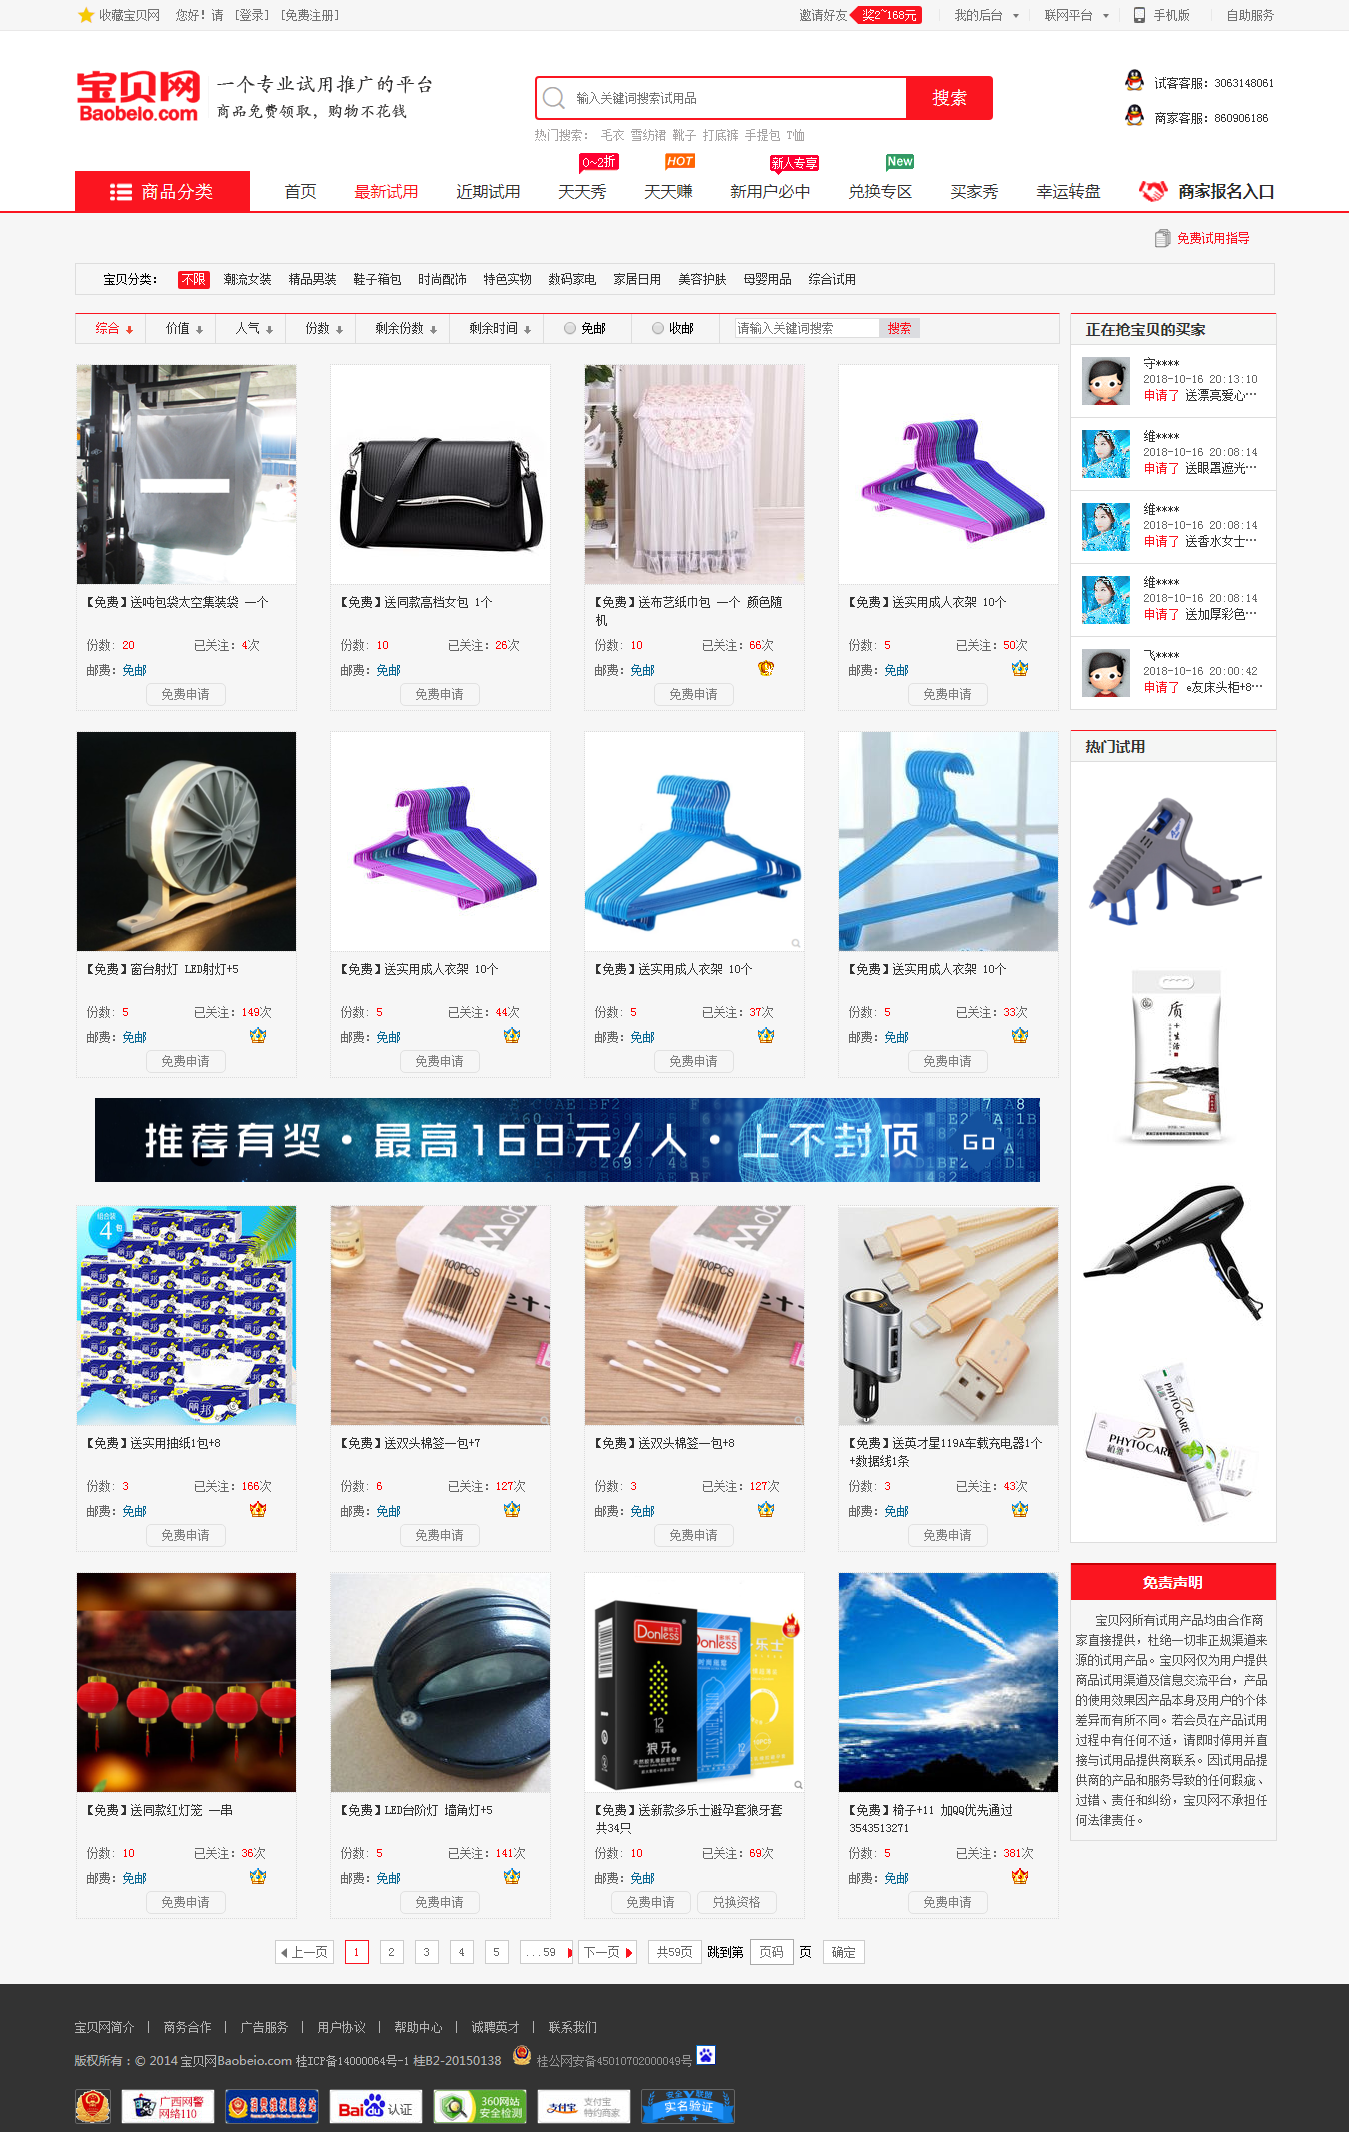 收藏宝贝网 您好！请 [登录] [免费注册]
邀请好友 奖2~168元 我的后台 联网平台 手机版 自助服务
宝贝网 一个专业试用推广的平台
Baobeio.com 商品免费领取，购物不花钱
输入关键词搜索试用品 搜索
热门搜索： 毛衣 雪纺裙 靴子 打底裤 手提包 T恤
试客客服：3063148061
商家客服：860906186
0~2折 HOT 新人专享 New
商品分类 首页 最新试用 近期试用 天天秀 天天赚 新用户必中 兑换专区 买家秀 幸运转盘 商家报名入口
免费试用指导
宝贝分类： 不限 潮流女装 精品男装 鞋子箱包 时尚配饰 特色实物 数码家电 家居日用 美容护肤 母婴用品 综合试用
综合 价值 人气 份数 剩余份数 剩余时间 免邮 收邮 请输入关键词搜索 搜索
正在抢宝贝的买家
守****
2018-10-16 20:13:10
申请了 送漂亮爱心…
维****
2018-10-16 20:08:14
申请了 送眼罩遮光…
维****
2018-10-16 20:08:14
申请了 送香水女士…
维****
2018-10-16 20:08:14
申请了 送加厚彩色…
飞****
2018-10-16 20:00:42
申请了 e友床头柜+8…
【免费】送吨包袋太空集装袋 一个
份数：20 已关注：4次
邮费：免邮
免费申请
【免费】送同款高档女包 1个
份数：10 已关注：26次
邮费：免邮
免费申请
【免费】送布艺纸巾包 一个 颜色随
机
份数：10 已关注：66次
邮费：免邮
免费申请
【免费】送实用成人衣架 10个
份数：5 已关注：50次
邮费：免邮
免费申请
热门试用
【免费】窗台射灯 LED射灯+5
份数：5 已关注：149次
邮费：免邮
免费申请
【免费】送实用成人衣架 10个
份数：5 已关注：44次
邮费：免邮
免费申请
【免费】送实用成人衣架 10个
份数：5 已关注：37次
邮费：免邮
免费申请
【免费】送实用成人衣架 10个
份数：5 已关注：33次
邮费：免邮
免费申请
质+生活
推荐有奖·最高168元/人·上不封顶 Go
组合装
4包
丽邦
100PCS
100PCS
PHYTOCARE
PHYTOCARE
植雅
【免费】送实用抽纸1包+8
份数：3 已关注：166次
邮费：免邮
免费申请
【免费】送双头棉签一包+7
份数：6 已关注：127次
邮费：免邮
免费申请
【免费】送双头棉签一包+8
份数：3 已关注：127次
邮费：免邮
免费申请
【免费】送英才星119A车载充电器1个
+数据线1条
份数：3 已关注：43次
邮费：免邮
免费申请
Donless
Donless
多乐士
12
狼牙
【免费】送同款红灯笼 一串
份数：10 已关注：36次
邮费：免邮
免费申请
【免费】LED台阶灯 墙角灯+5
份数：5 已关注：141次
邮费：免邮
免费申请
【免费】送新款多乐士避孕套狼牙套
共34只
份数：10 已关注：69次
邮费：免邮
免费申请 兑换资格
【免费】椅子+11 加QQ优先通过
3543513271
份数：5 已关注：381次
邮费：免邮
免费申请
免责声明
宝贝网所有试用产品均由合作商
家直接提供，杜绝一切非正规渠道来
源的试用产品。宝贝网仅为用户提供
商品试用渠道及信息交流平台，产品
的使用效果因产品本身及用户的个体
差异而有所不同。若会员在产品试用
过程中有任何不适，请即时停用并直
接与试用品提供商联系。因试用品提
供商的产品和服务导致的任何瑕疵、
过错、责任和纠纷，宝贝网不承担任
何法律责任。
上一页 1 2 3 4 5 ...59 下一页 共59页 跳到第 页码 页 确定
宝贝网简介 | 商务合作 | 广告服务 | 用户协议 | 帮助中心 | 诚聘英才 | 联系我们
版权所有：© 2014 宝贝网Baobeio.com 桂ICP备14000064号-1 桂B2-20150138 桂公网安备45010702000049号
广西网警
网络110
消费维权服务站
Baidu认证
360网站
安全检测
支付宝
支付宝
特约商家
安全联盟
实名验证